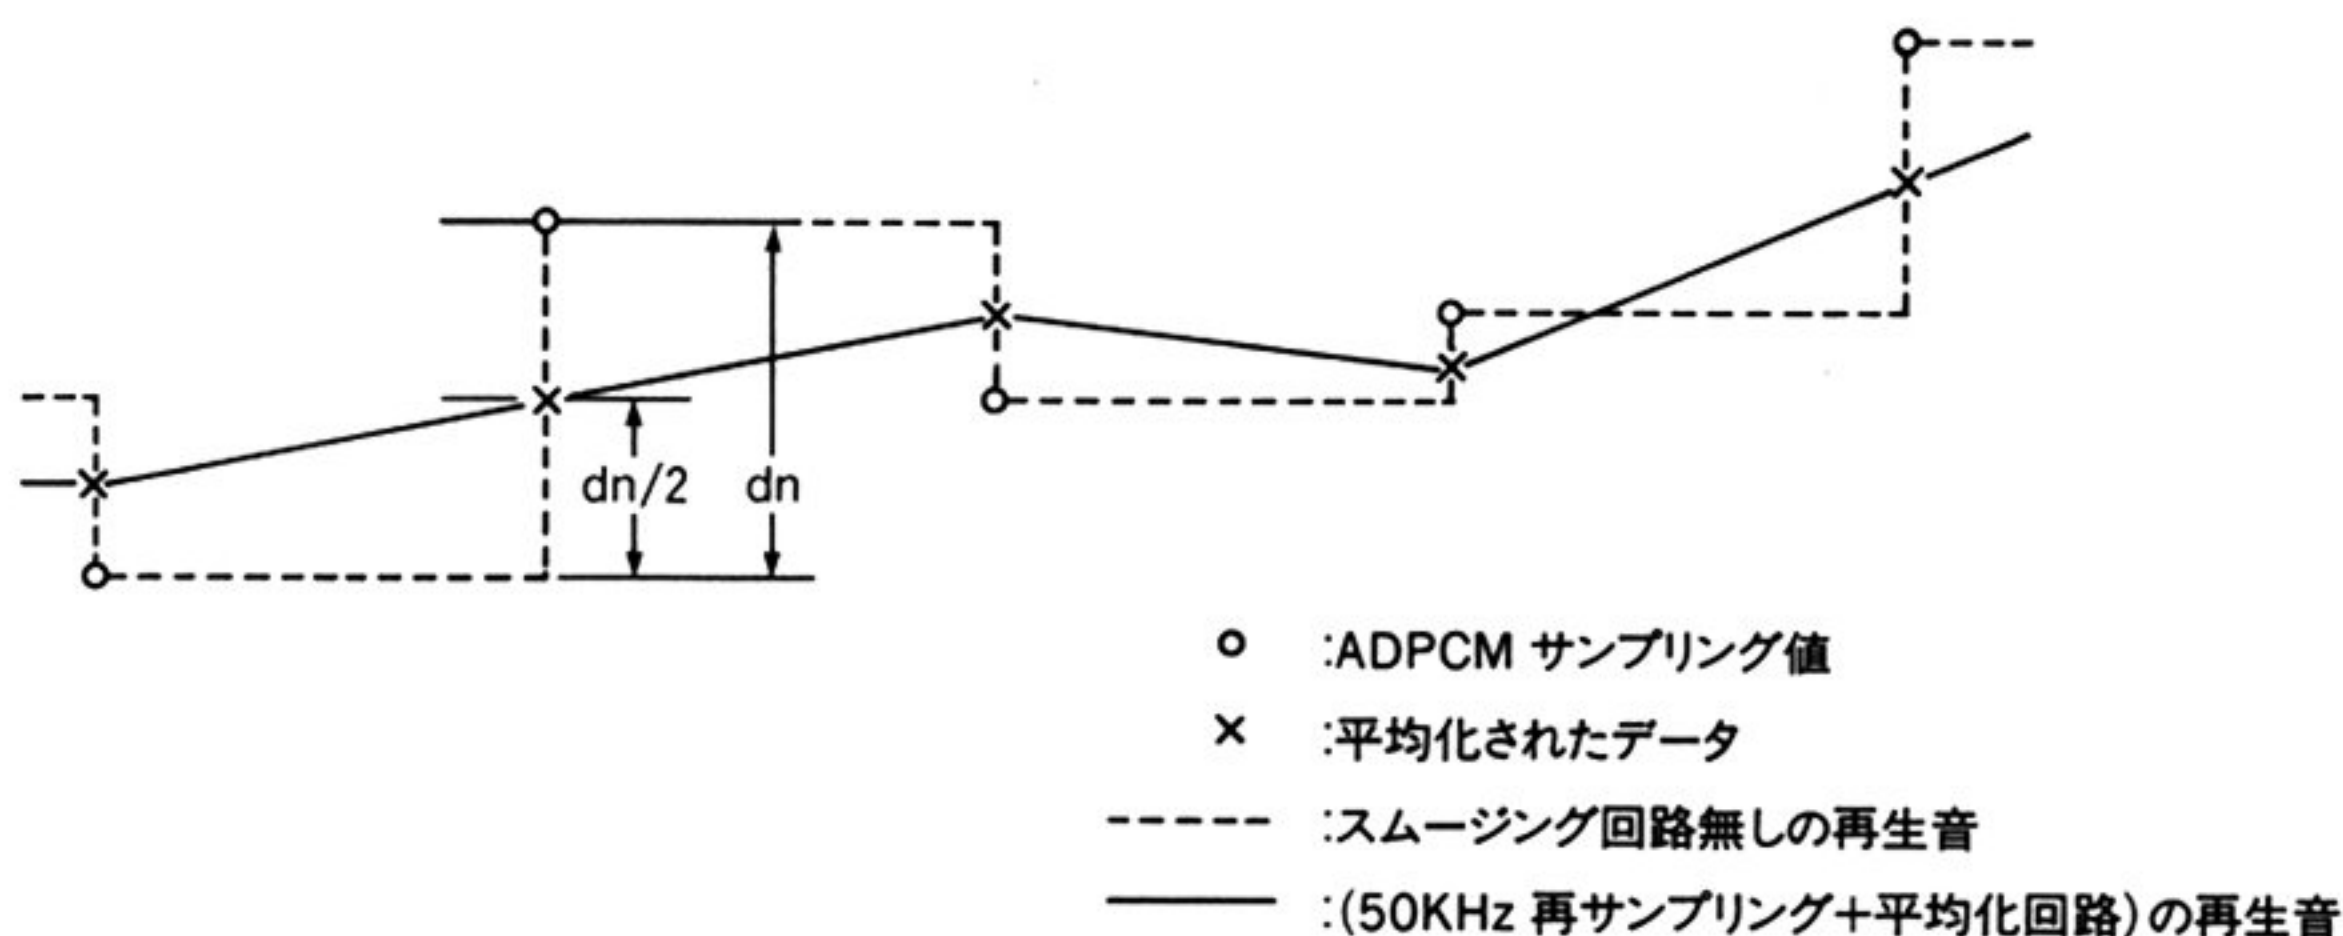 dn/2 dn
○ :ADPCM サンプリング値
× :平均化されたデータ
:スムージング回路無しの再生音
:(50KHz 再サンプリング+平均化回路)の再生音